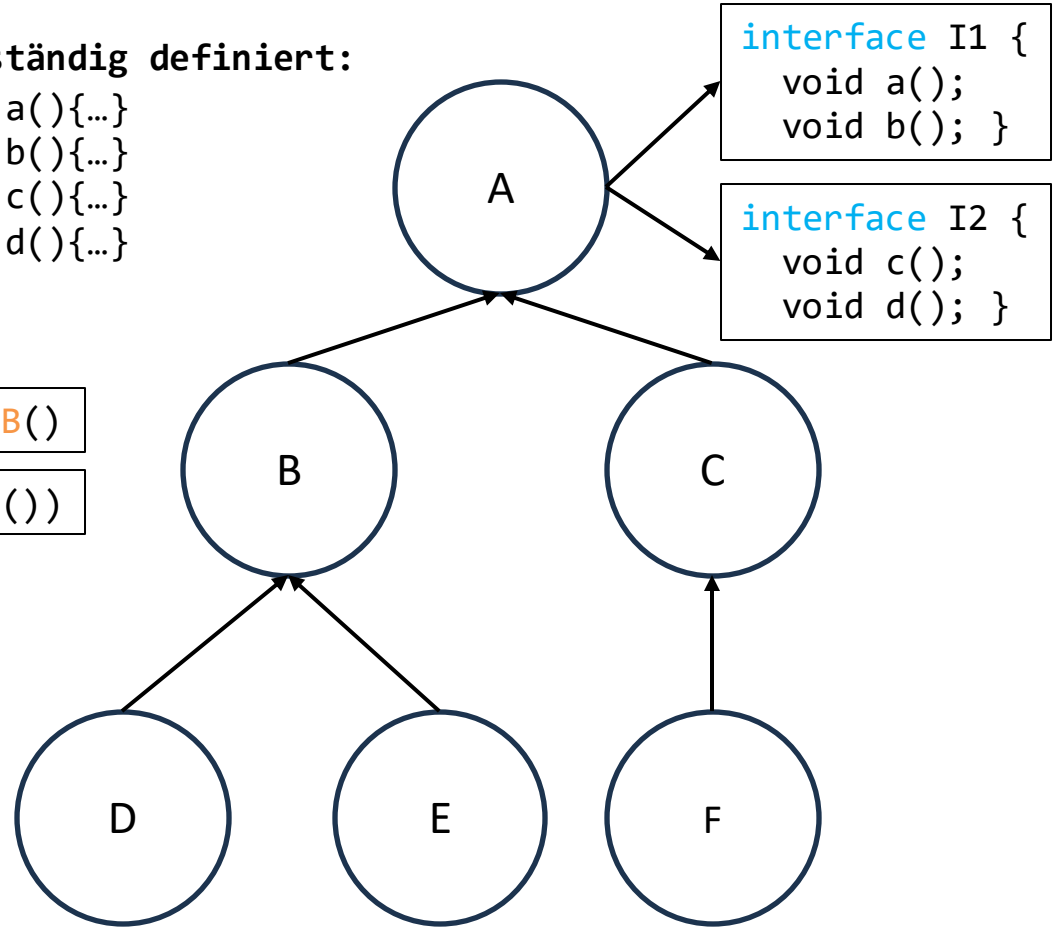 ständig definiert:
a(){…}
b(){…}
c(){…}
d(){…}
interface I1 {
void a();
void b(); }
interface I2 {
void c();
void d(); }
A
B()
())
B
C
D
E
F